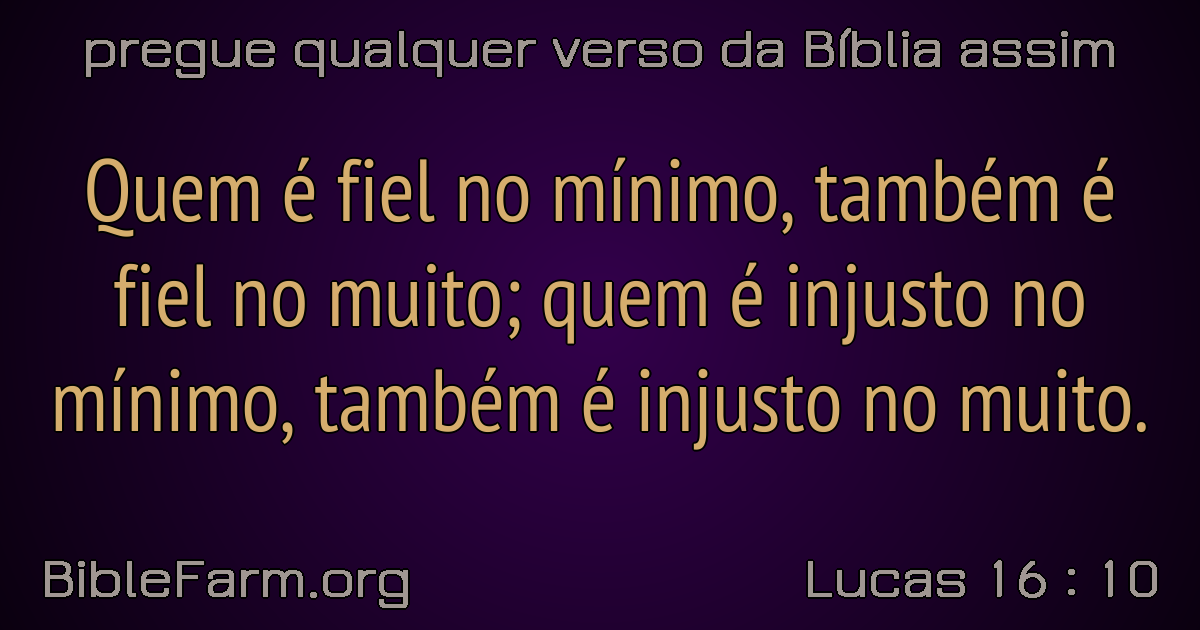 pregue qualquer verso da Bíblia assim
Quem é fiel no mínimo, também é
fiel no muito; quem é injusto no
mínimo, também é injusto no muito.
BibleFarm.org
Lucas 16 : 10